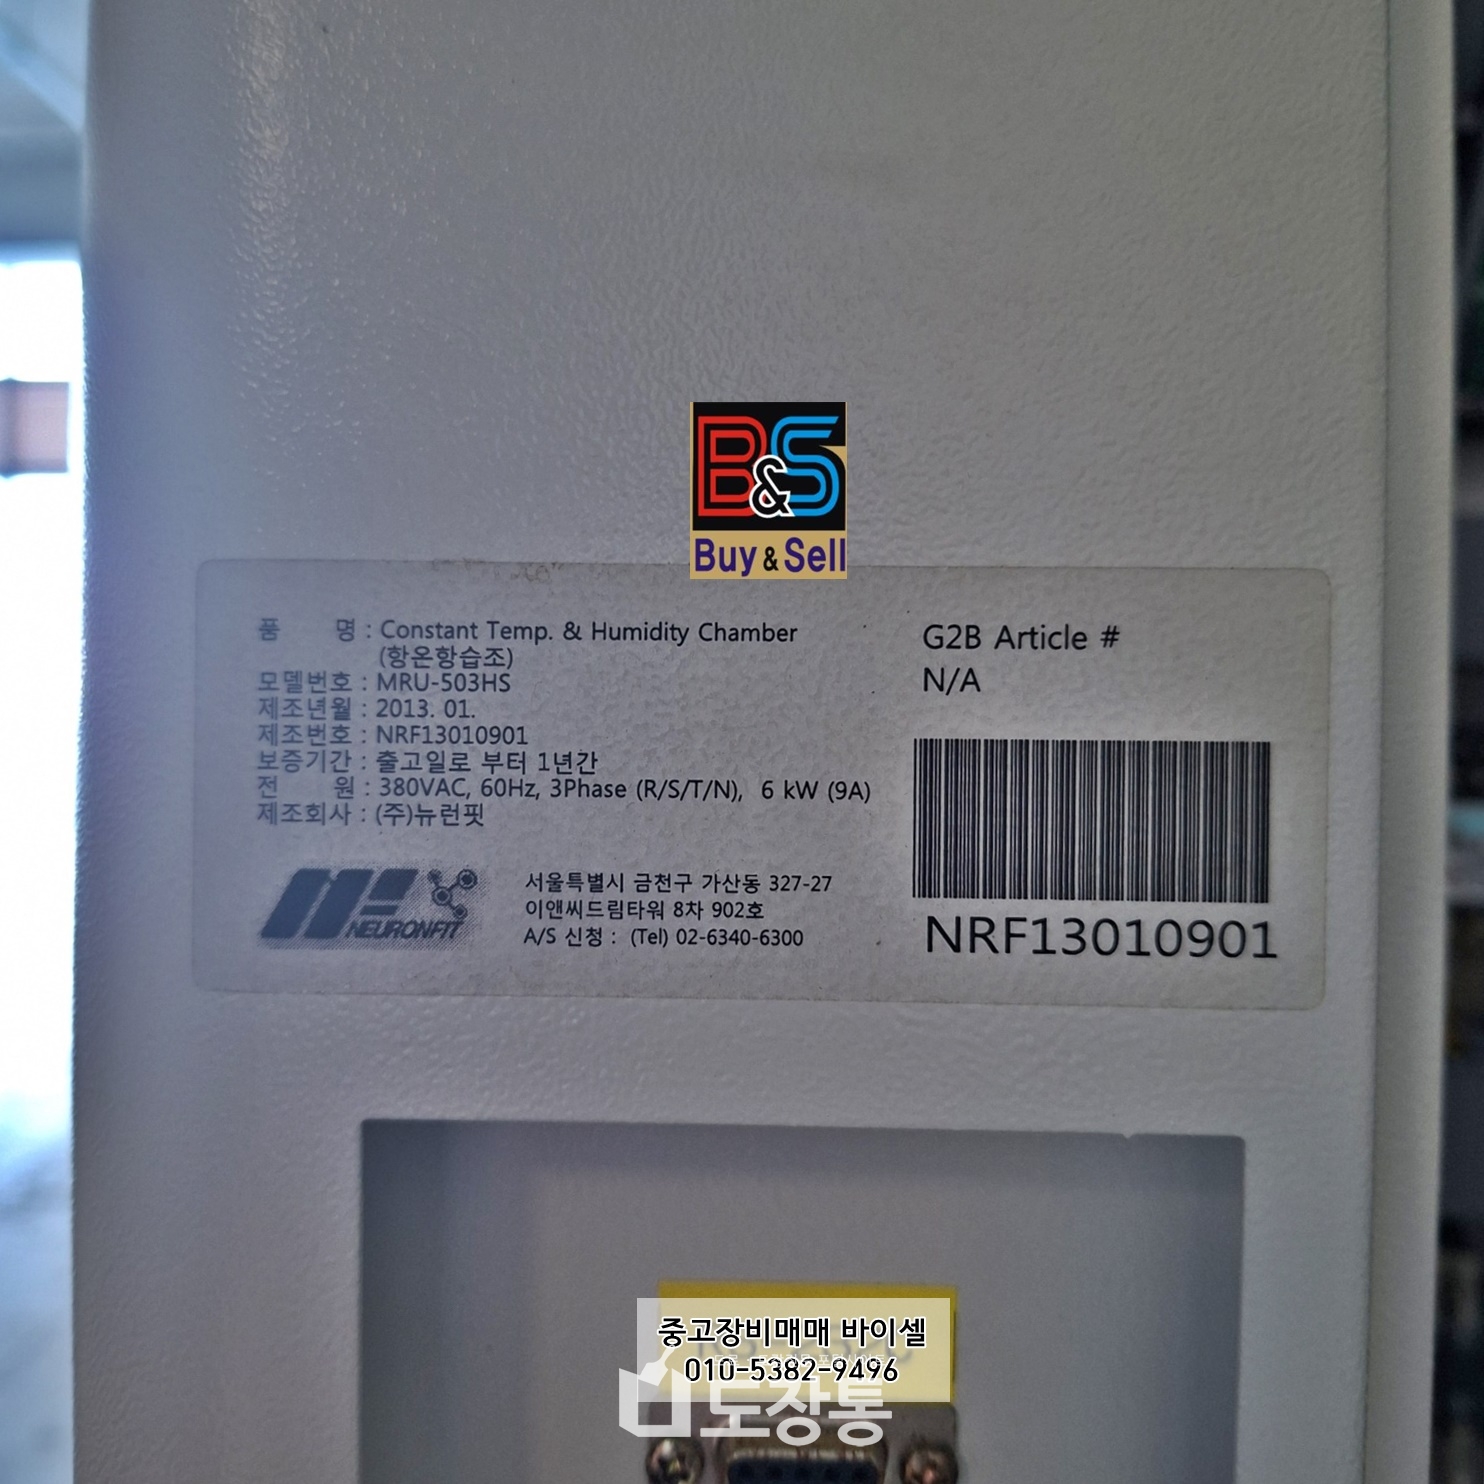 B&S
Buy & Sell
품 명 : Constant Temp. & Humidity Chamber
(항온항습조)
모델번호 : MRU-503HS
제조년월 : 2013. 01.
제조번호 : NRF13010901
보증기간 : 출고일로 부터 1년간
전 원 : 380VAC, 60Hz, 3Phase (R/S/T/N), 6 kW (9A)
제조회사 : (주)뉴런핏
G2B Article #
N/A
NRF13010901
NEURONFIT
서울특별시 금천구 가산동 327-27
이앤씨드림타워 8차 902호
A/S 신청 : (Tel) 02-6340-6300
중고장비매매 바이셀
010-5382-9496
도장통